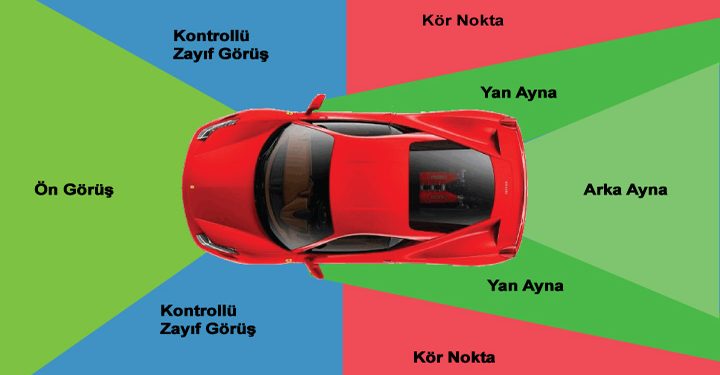 Kontrollü
Zayıf Görüş
Kör Nokta
Yan Ayna
Ön Görüş
Arka Ayna
Yan Ayna
Kontrollü
Zayıf Görüş
Kör Nokta